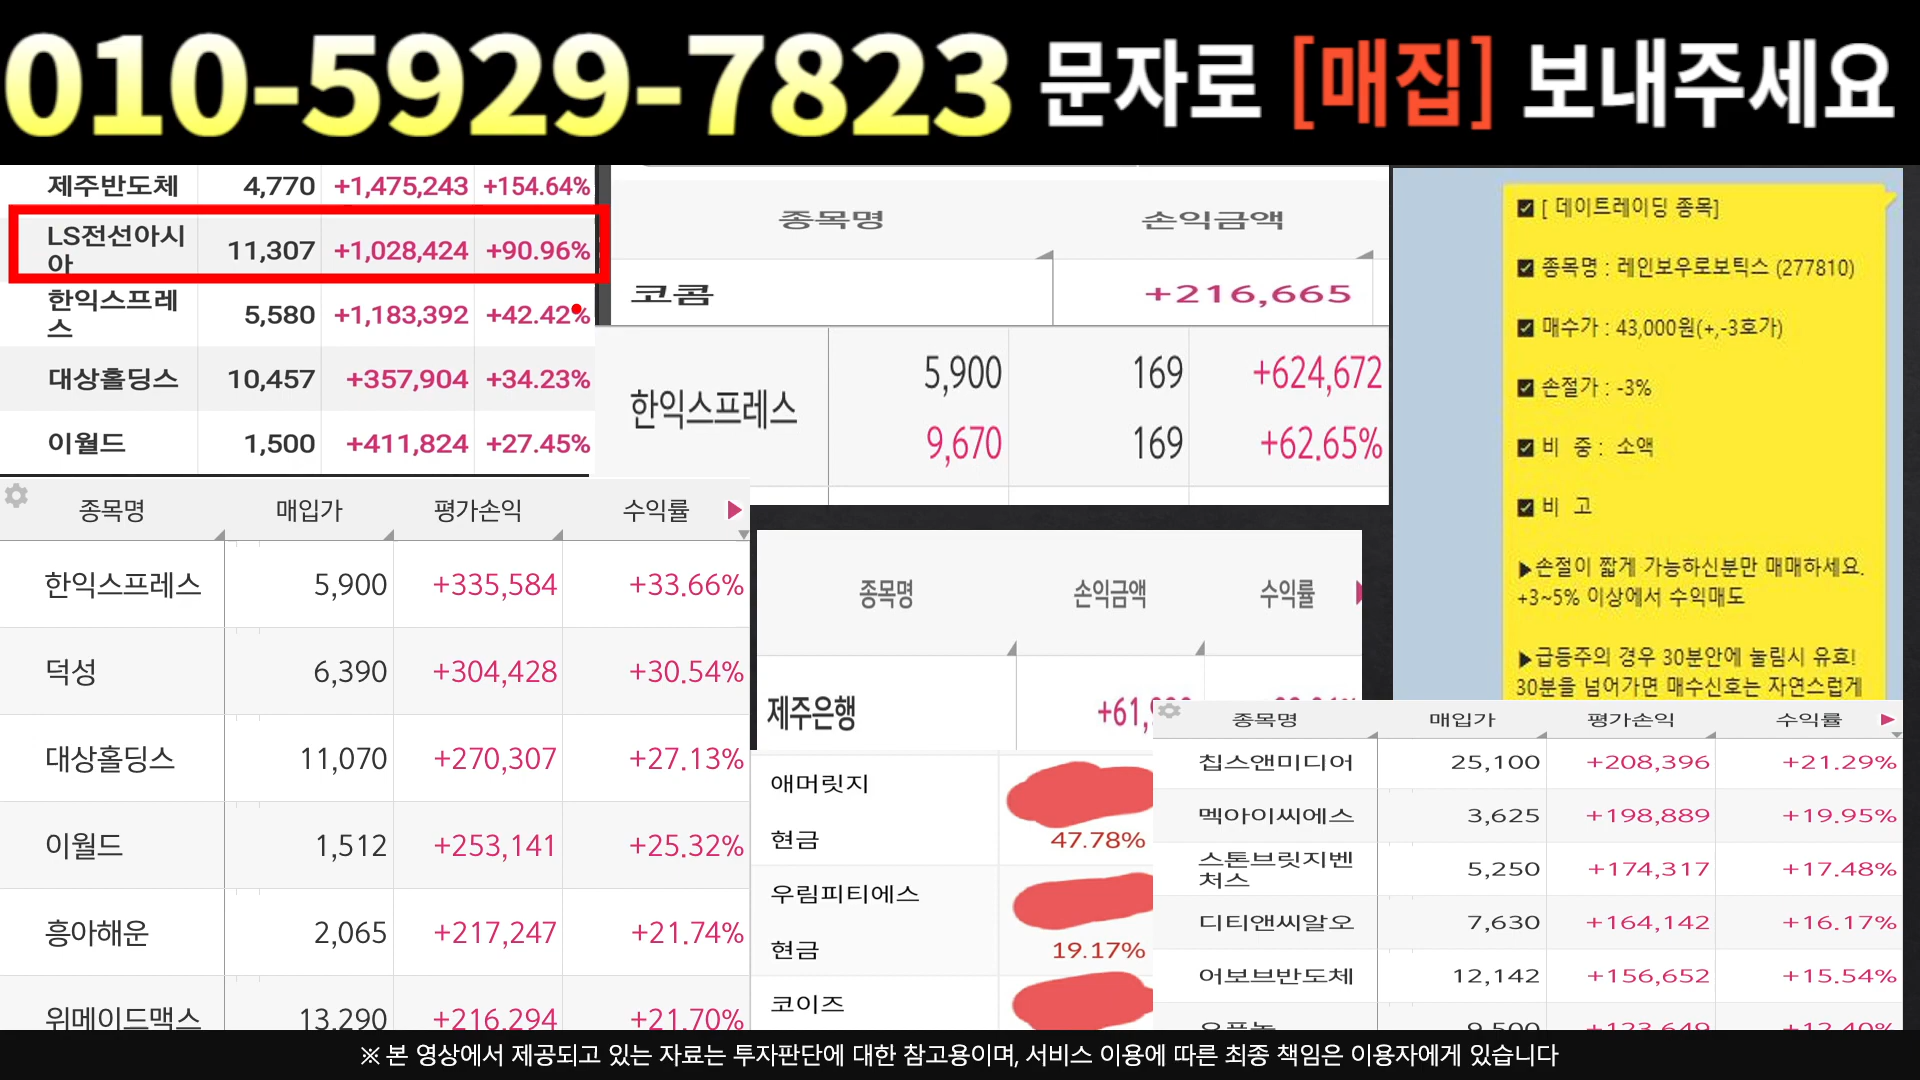 010-5929-7823 문자로 [매집] 보내주세요
제주반도체 4,770 +1,475,243 +154.64%
LS전선아시아 11,307 +1,028,424 +90.96%
한익스프레스 5,580 +1,183,392 +42.42%
대상홀딩스 10,457 +357,904 +34.23%
이월드 1,500 +411,824 +27.45%
종목명 손익금액
코콤 +216,665
한익스프레스 5,900 169 +624,672
9,670 169 +62.65%
☑ [ 데이트레이딩 종목]
☑ 종목명 : 레인보우로보틱스 (277810)
☑ 매수가 : 43,000원(+,-3호가)
☑ 손절가 : -3%
☑ 비 중 : 소액
☑ 비 고
▶손절이 짧게 가능하신분만 매매하세요.
+3~5% 이상에서 수익매도
▶급등주의 경우 30분안에 눌림시 유효!
30분을 넘어가면 매수신호는 자연스럽게
종목명 매입가 평가손익 수익률
한익스프레스 5,900 +335,584 +33.66%
덕성 6,390 +304,428 +30.54%
대상홀딩스 11,070 +270,307 +27.13%
이월드 1,512 +253,141 +25.32%
흥아해운 2,065 +217,247 +21.74%
위메이드맥스 13,290 +216,294 +21.70%
종목명 손익금액 수익률
제주은행 +61,
애머릿지
현금 47.78%
우림피티에스
현금 19.17%
코이즈
종목명 매입가 평가손익 수익률
칩스앤미디어 25,100 +208,396 +21.29%
멕아이씨에스 3,625 +198,889 +19.95%
스톤브릿지벤처스 5,250 +174,317 +17.48%
디티앤씨알오 7,630 +164,142 +16.17%
어보브반도체 12,142 +156,652 +15.54%
9,500 +123,649 +12.40%
※ 본 영상에서 제공되고 있는 자료는 투자판단에 대한 참고용이며, 서비스 이용에 따른 최종 책임은 이용자에게 있습니다